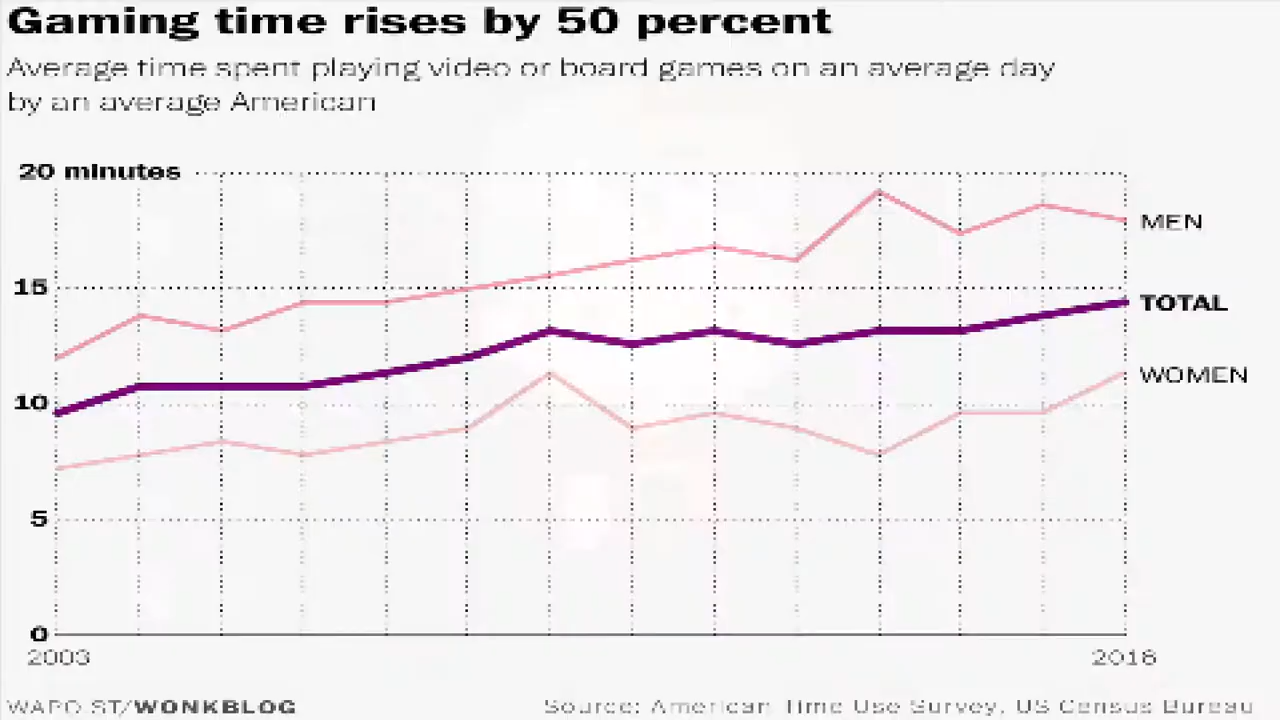 Gaming time rises by 50 percent
Average time spent playing video or board games on an average day
by an average American
20 minutes
MEN
15
TOTAL
WOMEN
10
5
0
2003 2016
WAPO.ST/WONKBLOG Source: American Time Use Survey, US Census Bureau